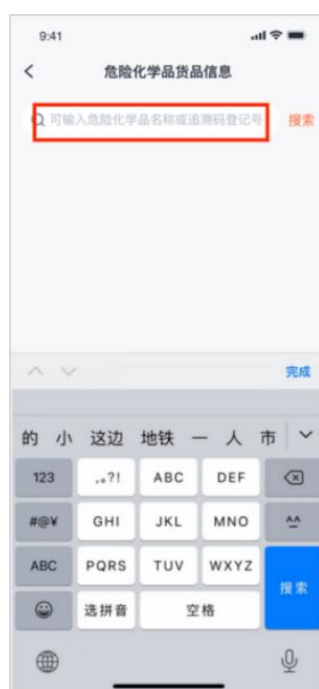 9:41
危险化学品货品信息
可输入危险化学品名称或追溯码登记号
搜索
完成
的 小 这边 地铁 一 人 市
123 ,。?! ABC DEF
#@¥ GHI JKL MNO ^^
ABC PQRS TUV WXYZ
搜索
选拼音 空格